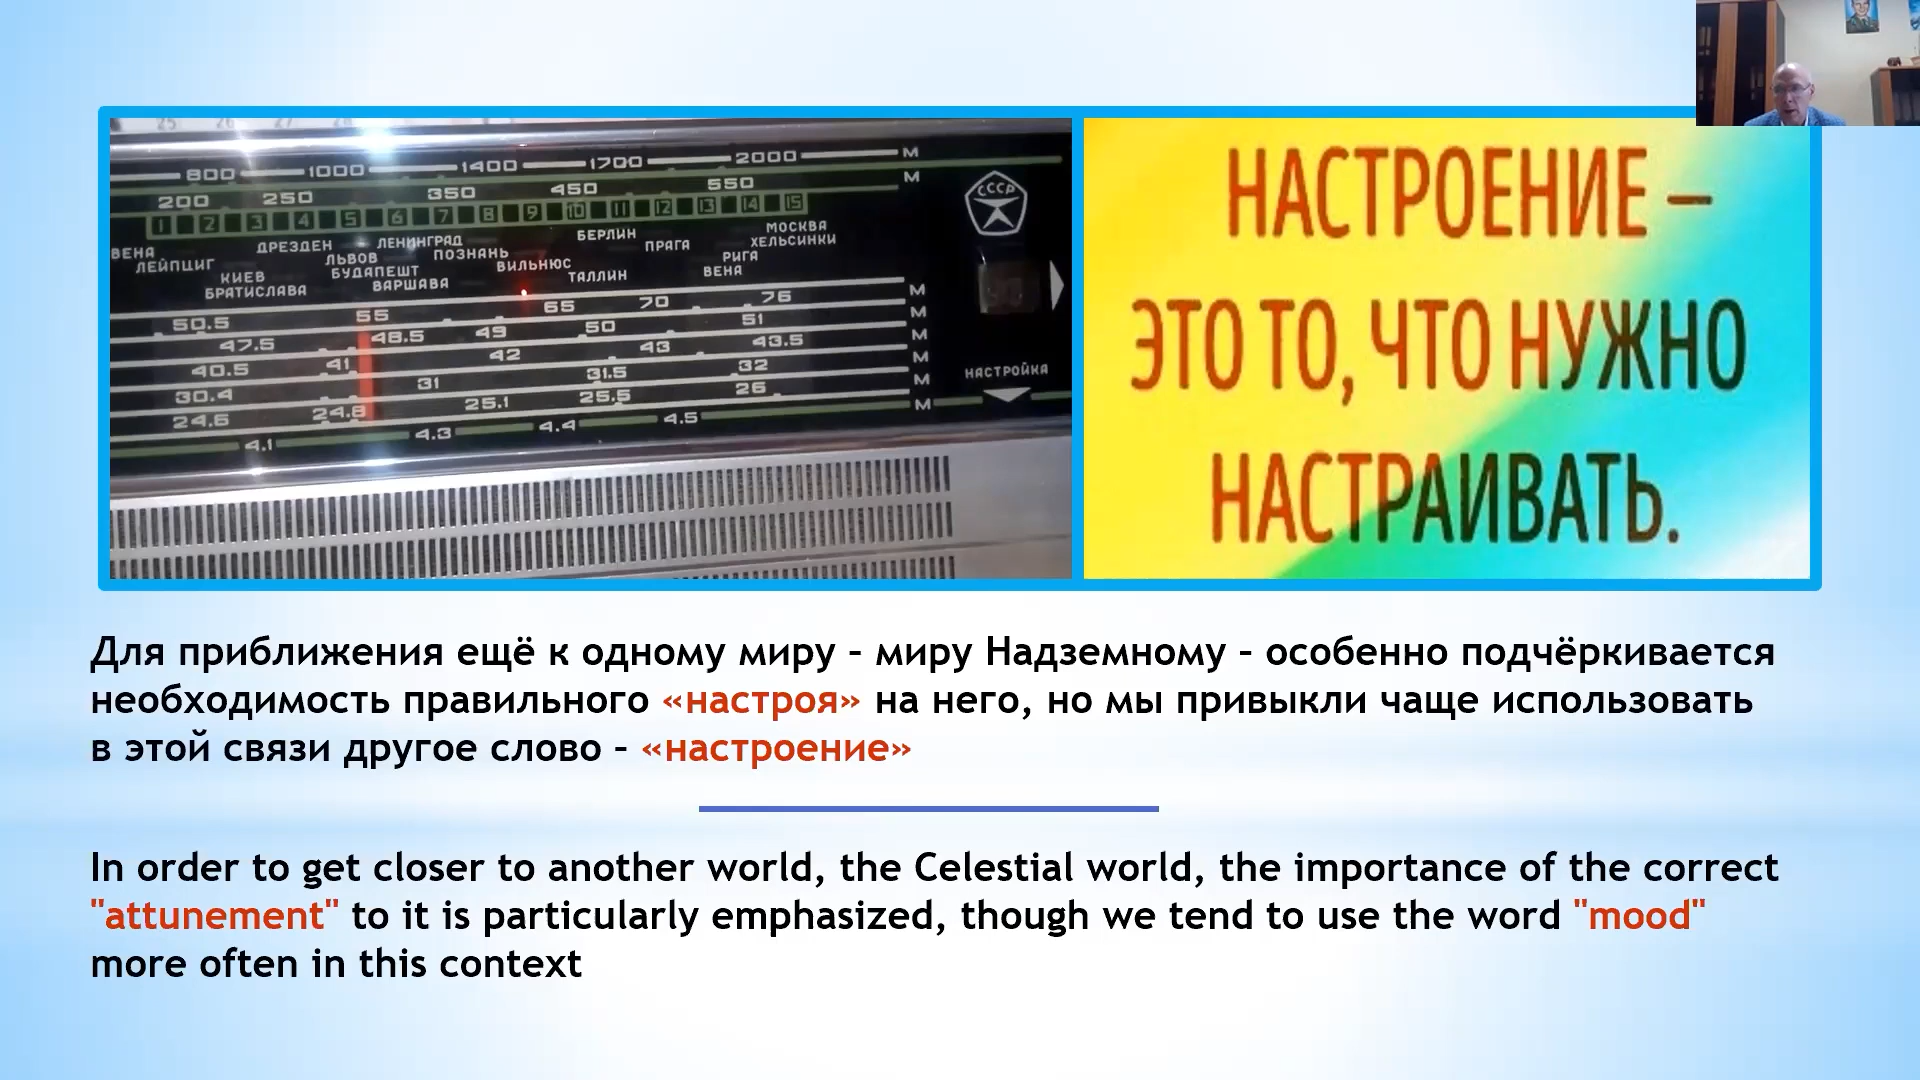 25 26 27 28
800 1000 1400 1700 2000 М
200 250 350 450 550 М
1 2 3 4 5 6 7 8 9 10 11 12 13 14 15
ВЕНА ДРЕЗДЕН ЛЕНИНГРАД БЕРЛИН МОСКВА
ЛЕЙПЦИГ ЛЬВОВ ПОЗНАНЬ ПРАГА ХЕЛЬСИНКИ
КИЕВ БУДАПЕШТ ВИЛЬНЮС РИГА
БРАТИСЛАВА ВАРШАВА ТАЛЛИН ВЕНА
50.5 55 65 70 76 М
47.5 48.5 49 50 51 М
40.5 41 42 43 43.5 М
30.4 31 31.5 32 М
24.6 24.8 25.1 25.5 26 М
4.1 4.3 4.4 4.5 М
СССР
НАСТРОЙКА
НАСТРОЕНИЕ –
ЭТО ТО, ЧТО НУЖНО
НАСТРАИВАТЬ.
Для приближения ещё к одному миру – миру Надземному – особенно подчёркивается
необходимость правильного «настроя» на него, но мы привыкли чаще использовать
в этой связи другое слово – «настроение»
In order to get closer to another world, the Celestial world, the importance of the correct
"attunement" to it is particularly emphasized, though we tend to use the word "mood"
more often in this context